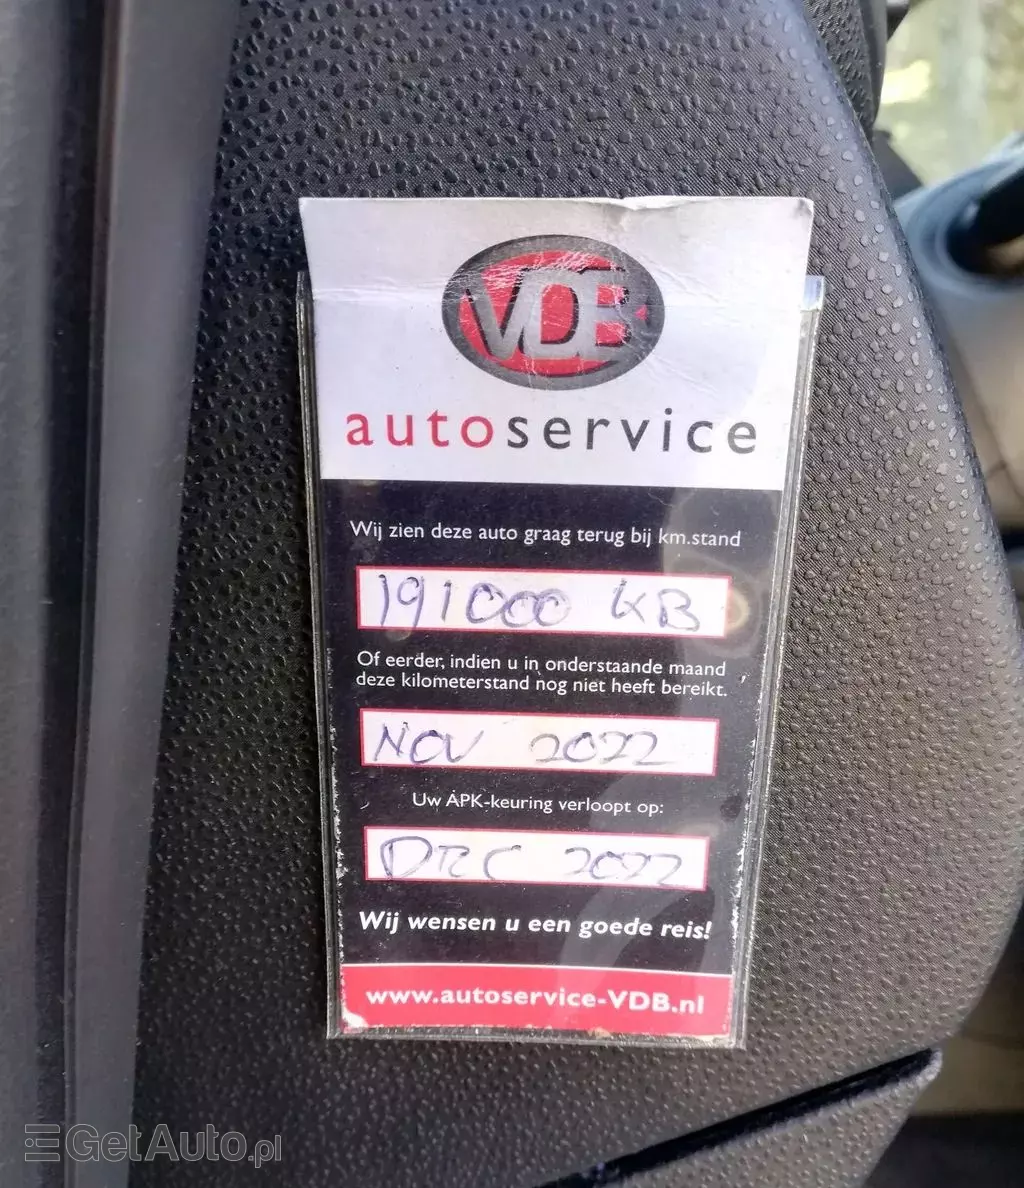 VDB
autoservice
Wij zien deze auto graag terug bij km.stand
191000 KB
Of eerder, indien u in onderstaande maand
deze kilometerstand nog niet heeft bereikt.
NOV 2022
Uw APK-keuring verloopt op:
DEC 2022
Wij wensen u een goede reis!
www.autoservice-VDB.nl
GetAuto.pl